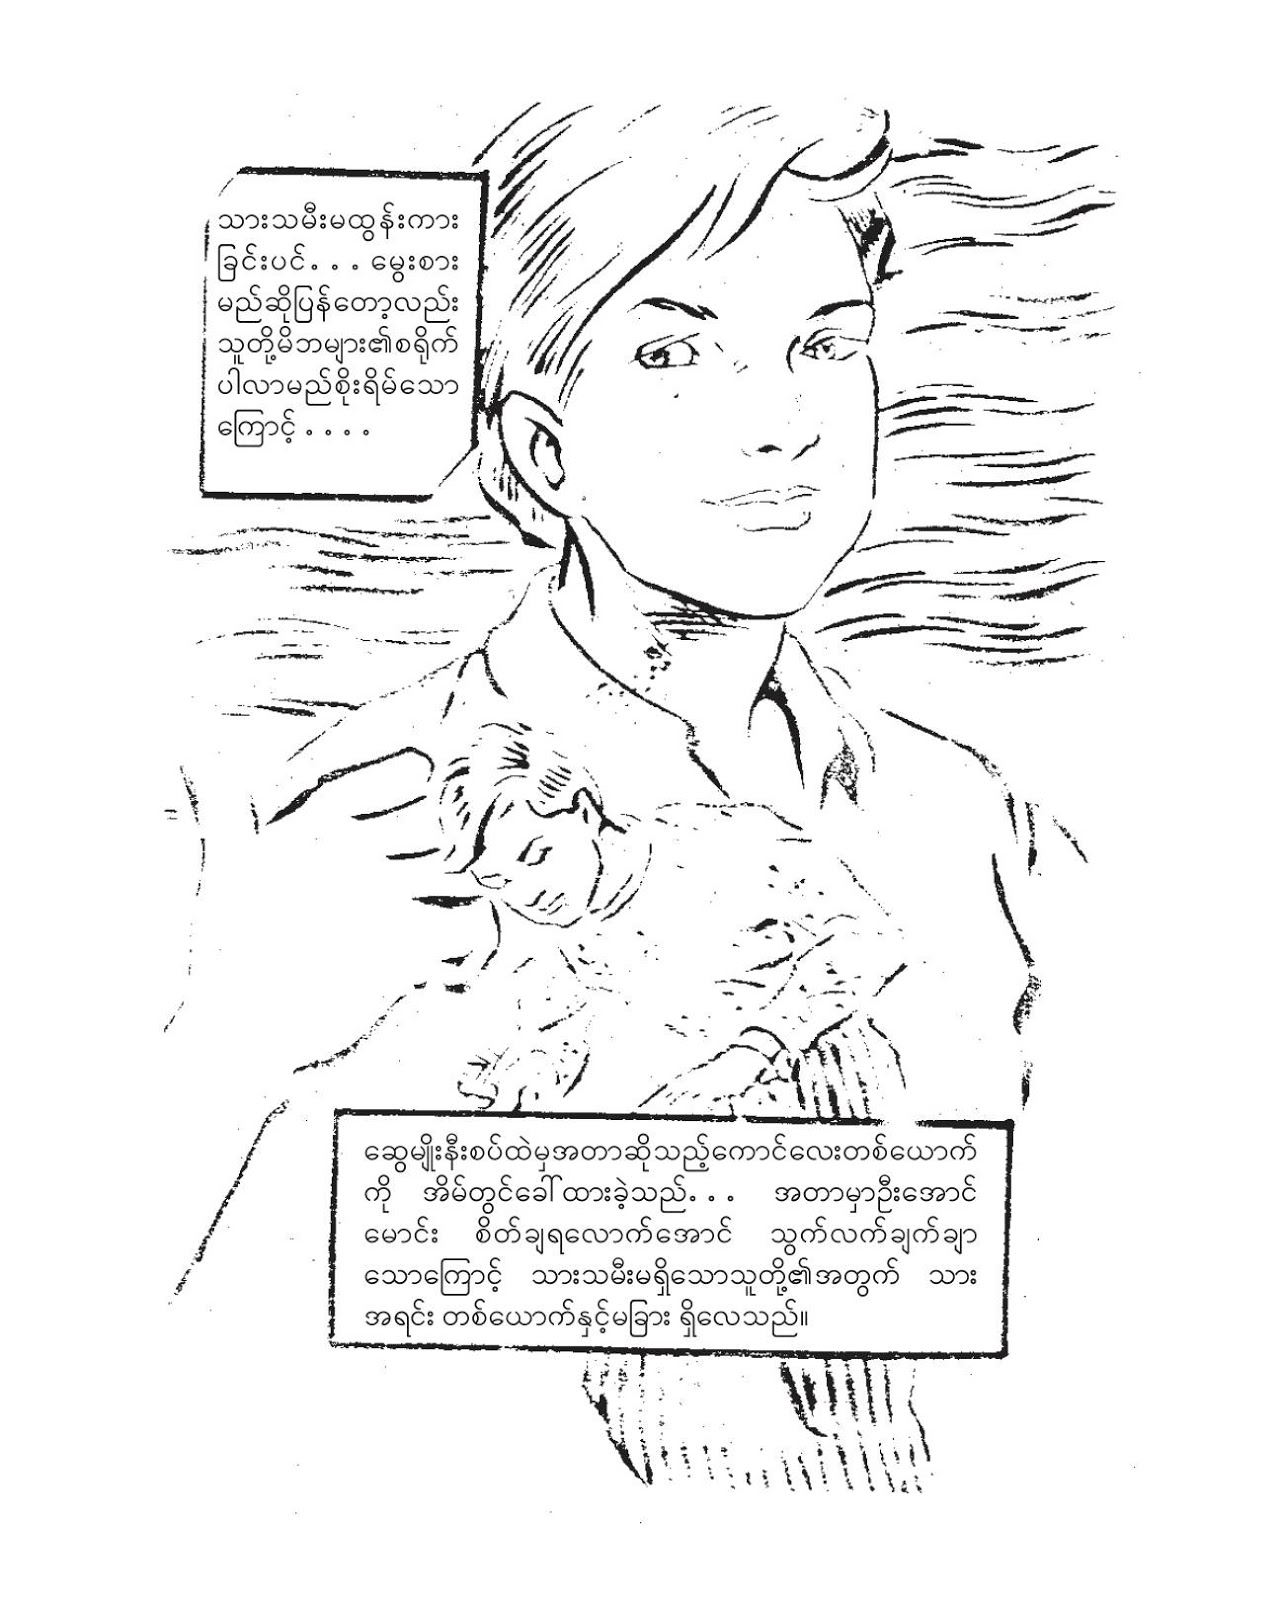 သားသမီးမထွန်းကား
ခြင်းပင်. . . မွေးစား
မည်ဆိုပြန်တော့လည်း
သူတို့မိဘများ၏စရိုက်
ပါလာမည်စိုးရိမ်သော
ကြောင့် . . . .
ဆွေမျိုးနီးစပ်ထဲမှအတာဆိုသည့်ကောင်လေးတစ်ယောက်
ကို အိမ်တွင်ခေါ်ထားခဲ့သည်. . . အတာမှာဦးအောင်
မောင်း စိတ်ချရလောက်အောင် သွက်လက်ချက်ချာ
သောကြောင့် သားသမီးမရှိသောသူတို့၏အတွက် သား
အရင်း တစ်ယောက်နှင့်မခြား ရှိလေသည်။